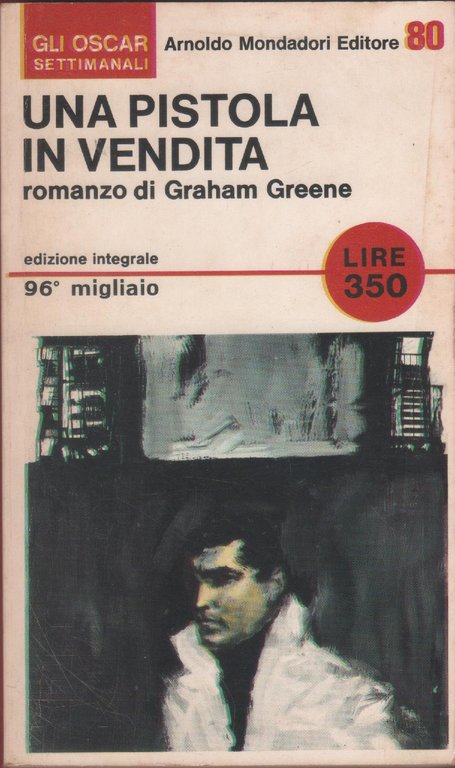 GLI OSCAR
SETTIMANALI
Arnoldo Mondadori Editore 80
UNA PISTOLA
IN VENDITA
romanzo di Graham Greene
edizione integrale
96° migliaio
LIRE
350